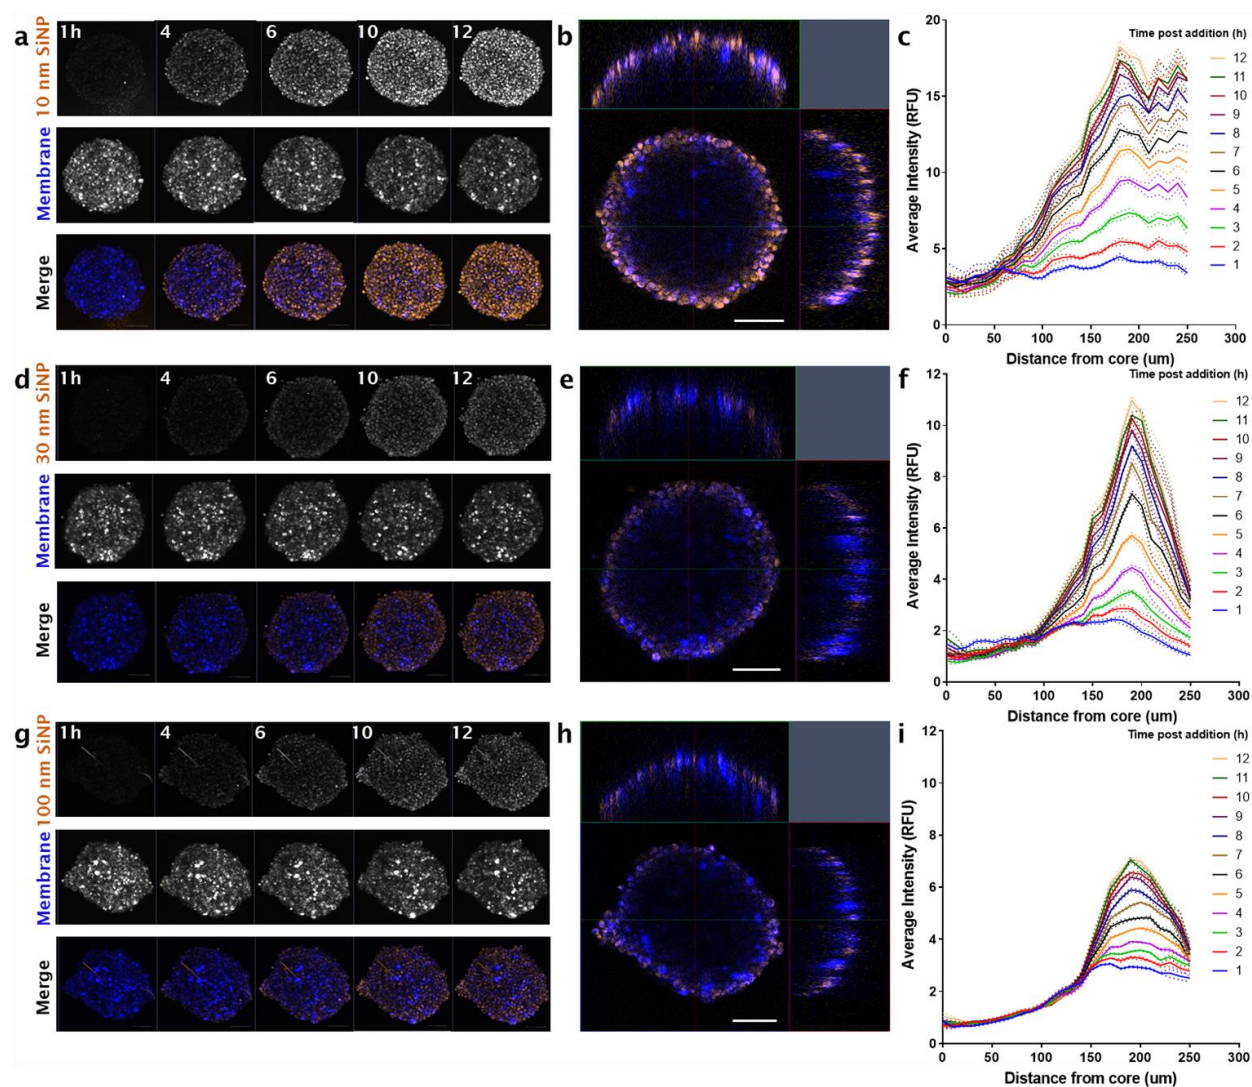 a
10 nm SiNP
1h 4 6 10 12
Membrane
Merge
b
c
Time post addition (h)
12
11
10
9
8
7
6
5
4
3
2
1
Average Intensity (RFU)
20
15
10
5
0
0 50 100 150 200 250 300
Distance from core (um)
d
30 nm SiNP
1h 4 6 10 12
Membrane
Merge
e
f
Time post addition (h)
12
11
10
9
8
7
6
5
4
3
2
1
Average Intensity (RFU)
12
10
8
6
4
2
0
0 50 100 150 200 250 300
Distance from core (um)
g
100 nm SiNP
1h 4 6 10 12
Membrane
Merge
h
i
Time post addition (h)
12
11
10
9
8
7
6
5
4
3
2
1
Average Intensity (RFU)
12
10
8
6
4
2
0
0 50 100 150 200 250 300
Distance from core (um)